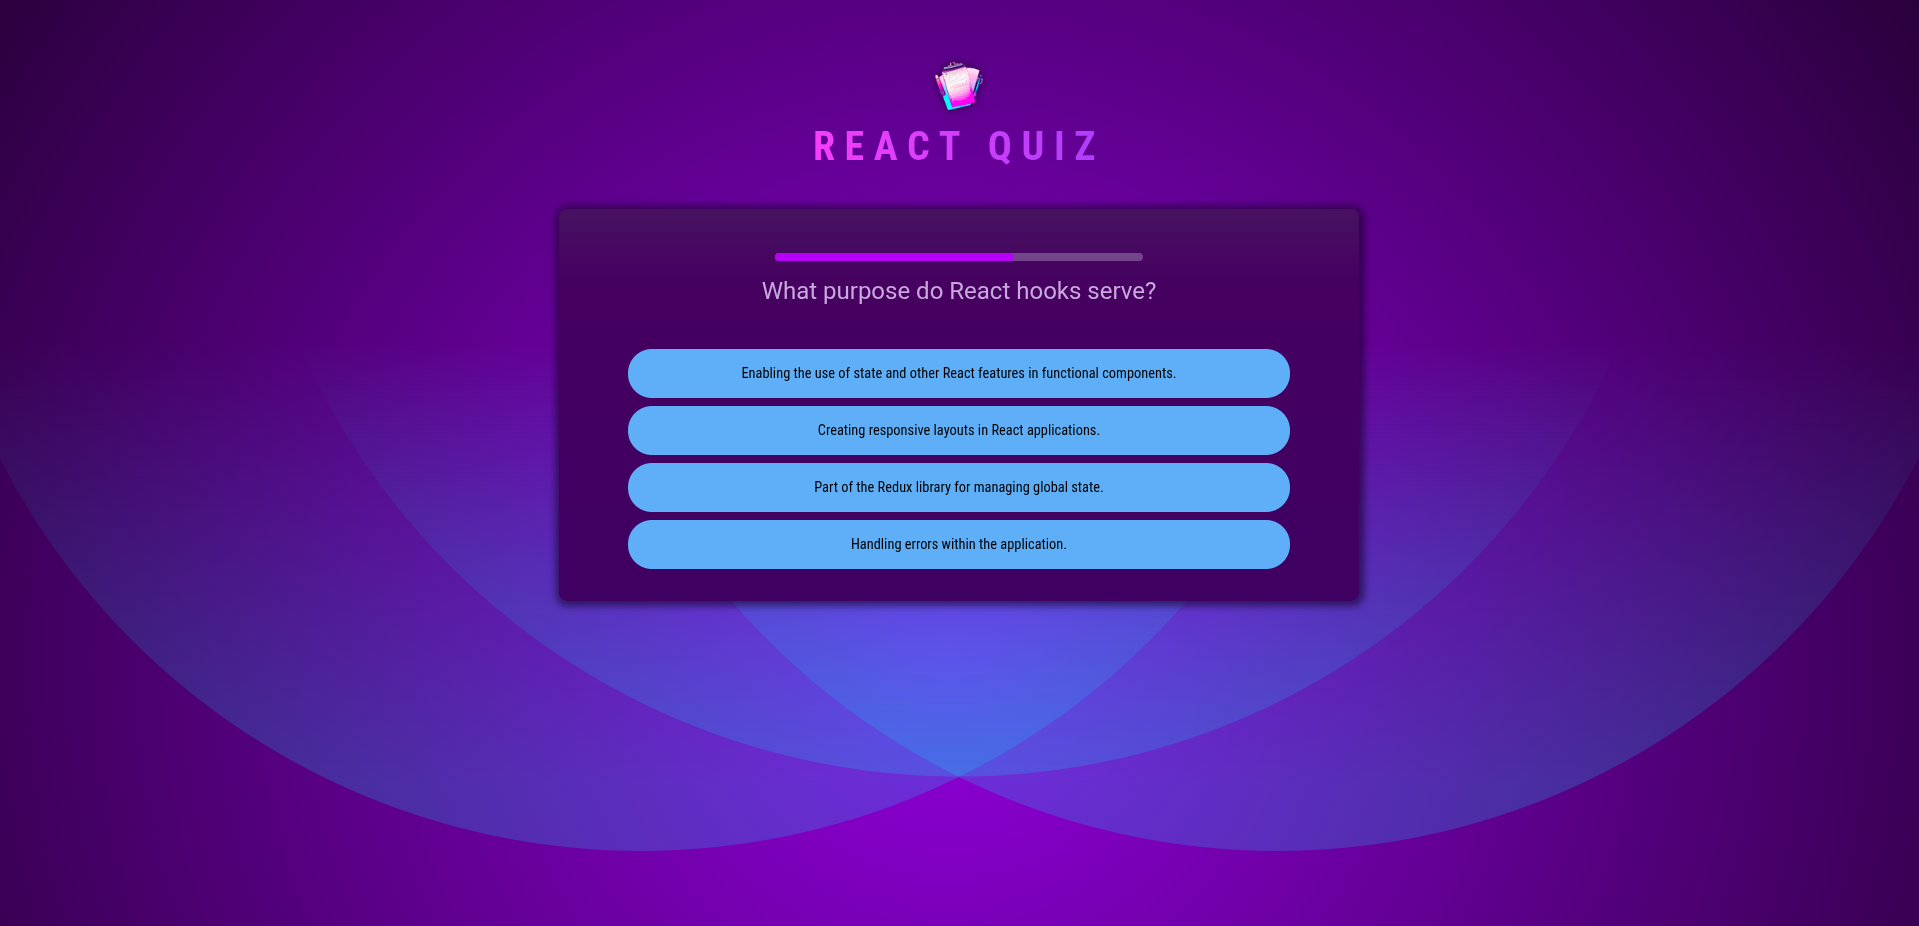 REACT QUIZ
What purpose do React hooks serve?
Enabling the use of state and other React features in functional components.
Creating responsive layouts in React applications.
Part of the Redux library for managing global state.
Handling errors within the application.